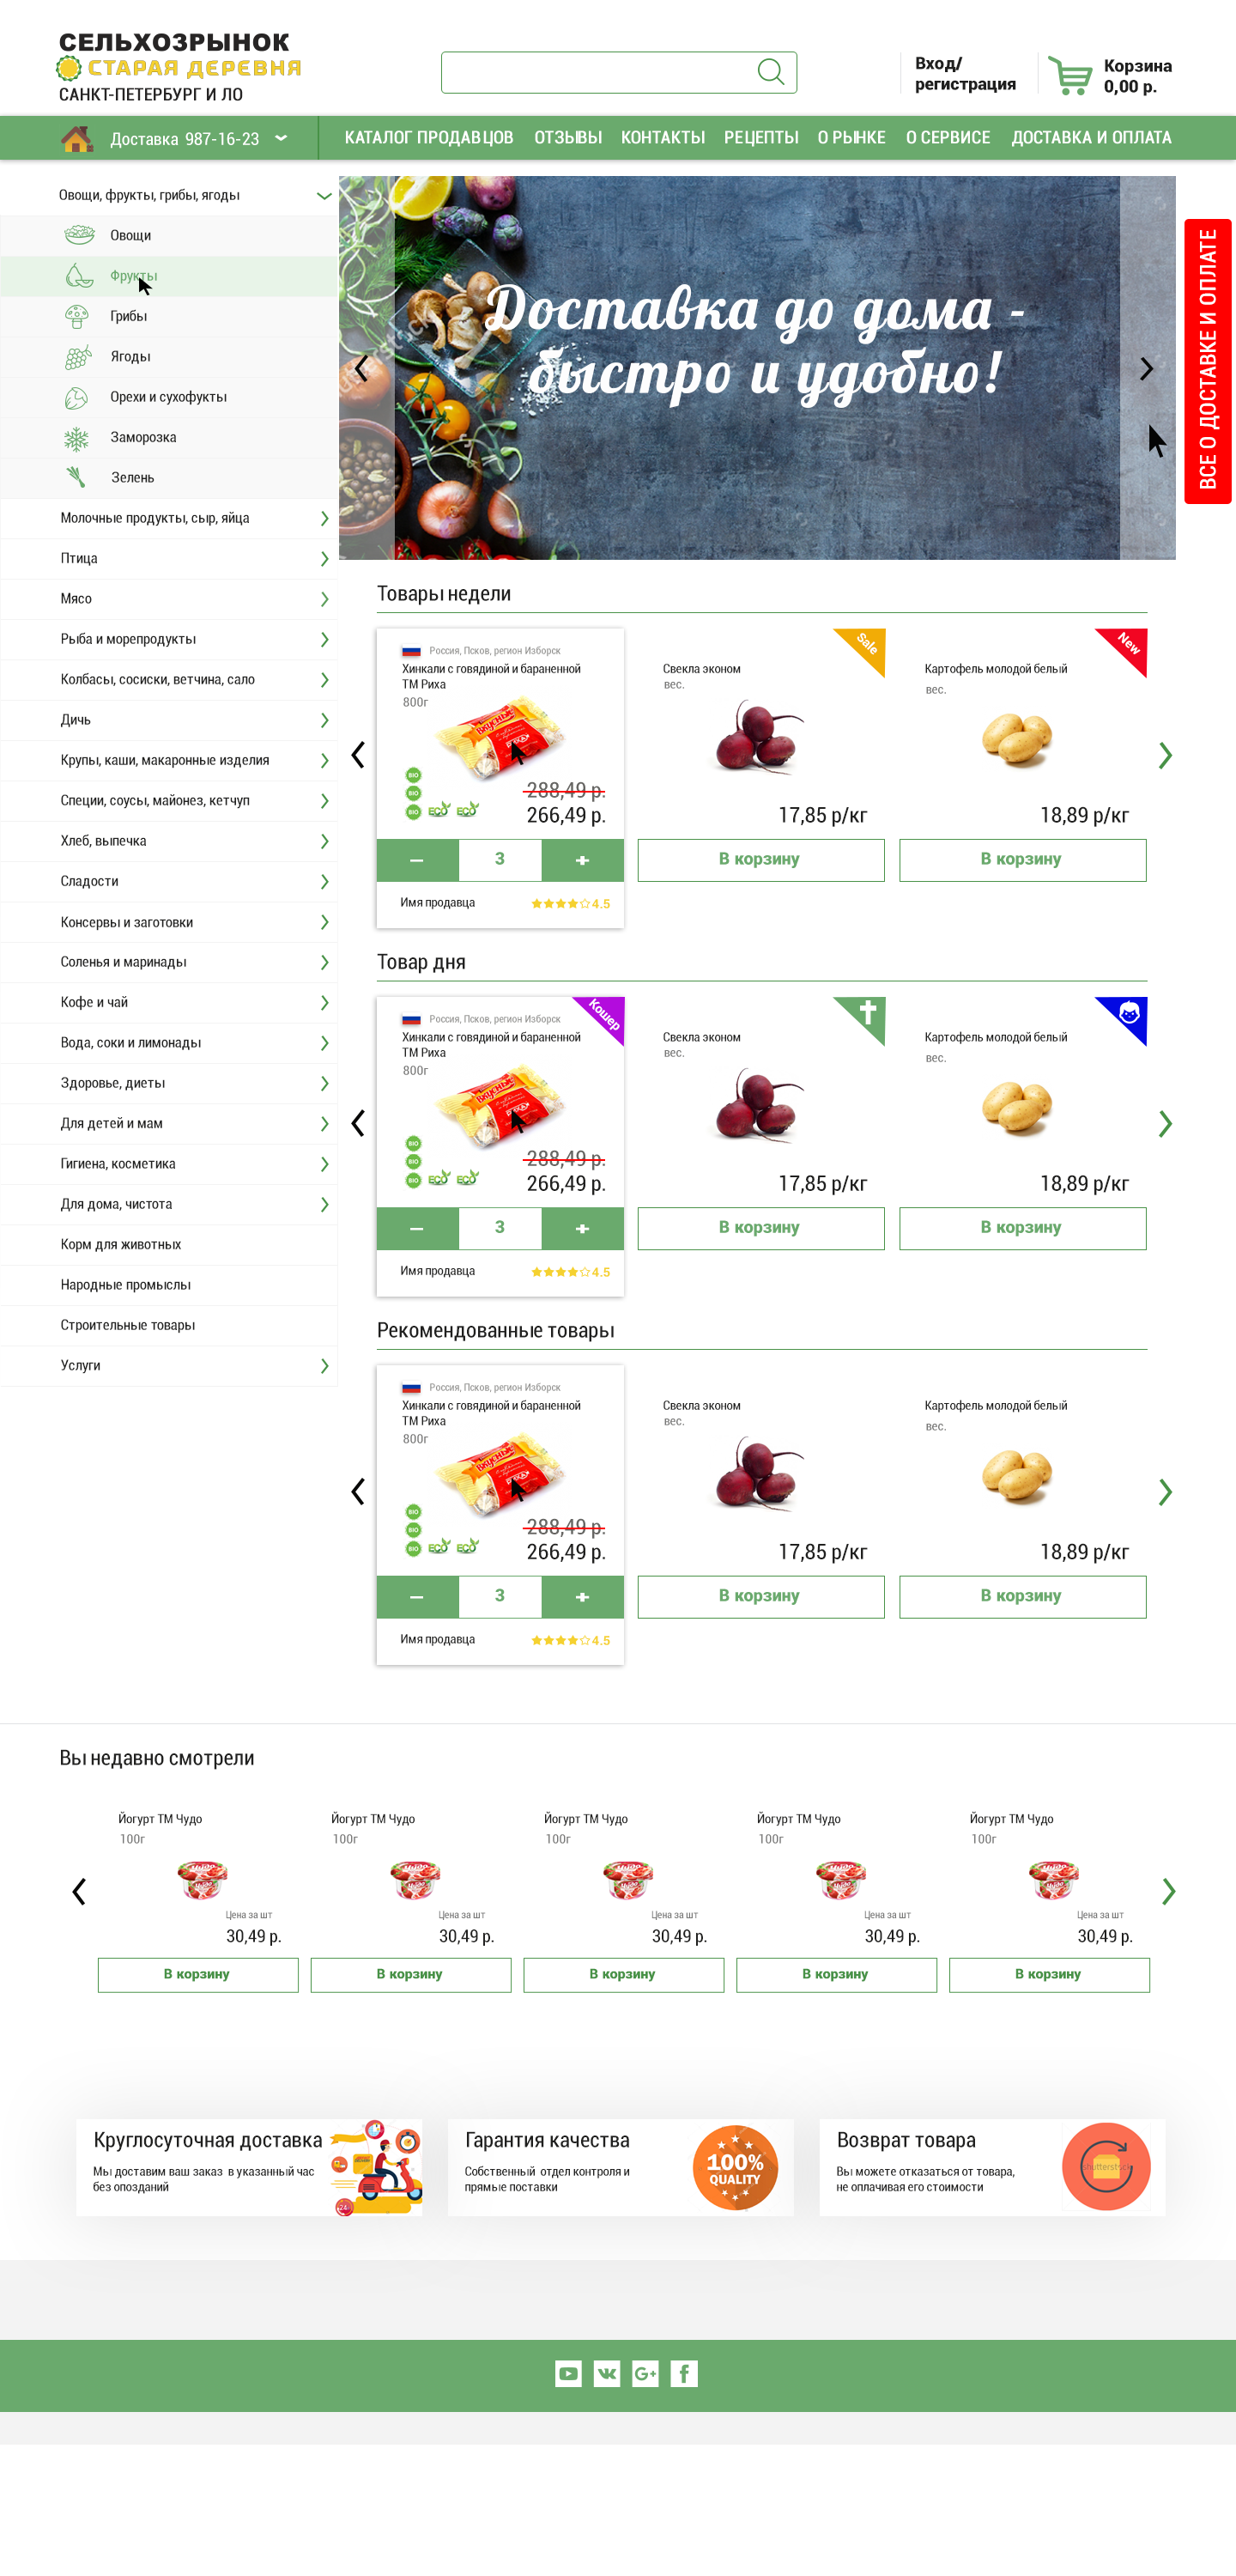 СЕЛЬХОЗРЫНОК
СТАРАЯ ДЕРЕВНЯ
САНКТ-ПЕТЕРБУРГ И ЛО
Вход/
регистрация
Корзина
0,00 р.
Доставка 987-16-23
КАТАЛОГ ПРОДАВЦОВ ОТЗЫВЫ КОНТАКТЫ РЕЦЕПТЫ О РЫНКЕ О СЕРВИСЕ ДОСТАВКА И ОПЛАТА
Овощи, фрукты, грибы, ягоды
Овощи
Фрукты
Грибы
Ягоды
Орехи и сухофукты
Заморозка
Зелень
Молочные продукты, сыр, яйца
Птица
Мясо
Рыба и морепродукты
Колбасы, сосиски, ветчина, сало
Дичь
Крупы, каши, макаронные изделия
Специи, соусы, майонез, кетчуп
Хлеб, выпечка
Сладости
Консервы и заготовки
Соленья и маринады
Кофе и чай
Вода, соки и лимонады
Здоровье, диеты
Для детей и мам
Гигиена, косметика
Для дома, чистота
Корм для животных
Народные промыслы
Строительные товары
Услуги
Доставка до дома -
быстро и удобно!
ВСЕ О ДОСТАВКЕ И ОПЛАТЕ
Товары недели
Россия, Псков, регион Изборск
Хинкали с говядиной и бараненной
ТМ Риха
800г
ВКУСНЫЕ
BIO
BIO
BIO
ECO
ECO
288,49 р.
266,49 р.
– 3 +
Имя продавца
4.5
Sale
Свекла эконом
вес.
17,85 р/кг
В корзину
New
Картофель молодой белый
вес.
18,89 р/кг
В корзину
Товар дня
Кошер
Россия, Псков, регион Изборск
Хинкали с говядиной и бараненной
ТМ Риха
800г
ВКУСНЫЕ
BIO
BIO
BIO
ECO
ECO
288,49 р.
266,49 р.
– 3 +
Имя продавца
4.5
Свекла эконом
вес.
17,85 р/кг
В корзину
Картофель молодой белый
вес.
18,89 р/кг
В корзину
Рекомендованные товары
Россия, Псков, регион Изборск
Хинкали с говядиной и бараненной
ТМ Риха
800г
ВКУСНЫЕ
BIO
BIO
BIO
ECO
ECO
288,49 р.
266,49 р.
– 3 +
Имя продавца
4.5
Свекла эконом
вес.
17,85 р/кг
В корзину
Картофель молодой белый
вес.
18,89 р/кг
В корзину
Вы недавно смотрели
Йогурт ТМ Чудо
100г
Чудо
Цена за шт
30,49 р.
В корзину
Йогурт ТМ Чудо
100г
Чудо
Цена за шт
30,49 р.
В корзину
Йогурт ТМ Чудо
100г
Чудо
Цена за шт
30,49 р.
В корзину
Йогурт ТМ Чудо
100г
Чудо
Цена за шт
30,49 р.
В корзину
Йогурт ТМ Чудо
100г
Чудо
Цена за шт
30,49 р.
В корзину
Круглосуточная доставка
Мы доставим ваш заказ в указанный час
без опозданий
24
Гарантия качества
Собственный отдел контроля и
прямые поставки
100%
QUALITY
Возврат товара
Вы можете отказаться от товара,
не оплачивая его стоимости
shutterstock
G+
f